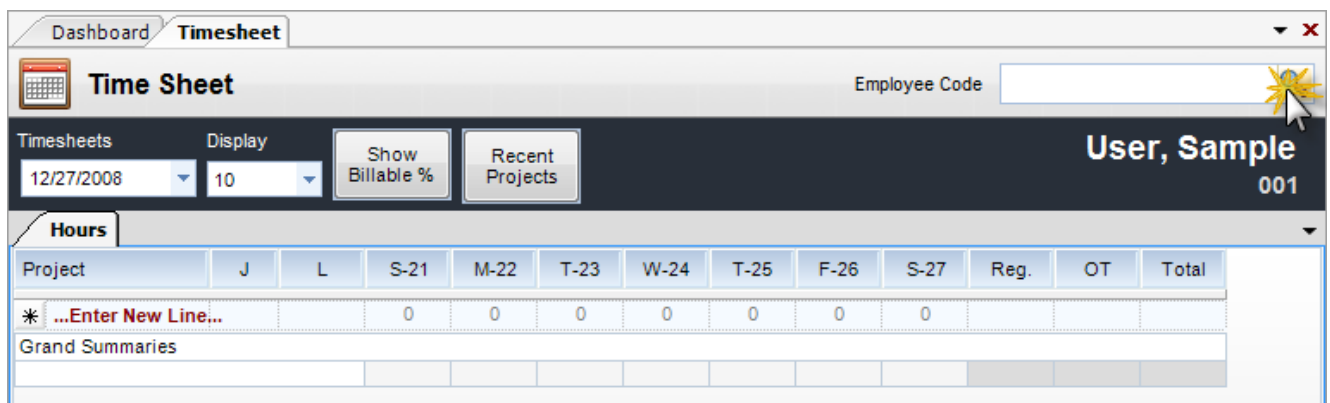 Dashboard Timesheet
Time Sheet Employee Code
Timesheets Display
Show Billable %
Recent Projects
User, Sample
12/27/2008 10
001
Hours
Project J L S-21 M-22 T-23 W-24 T-25 F-26 S-27 Reg. OT Total
...Enter New Line... 0 0 0 0 0 0 0
Grand Summaries